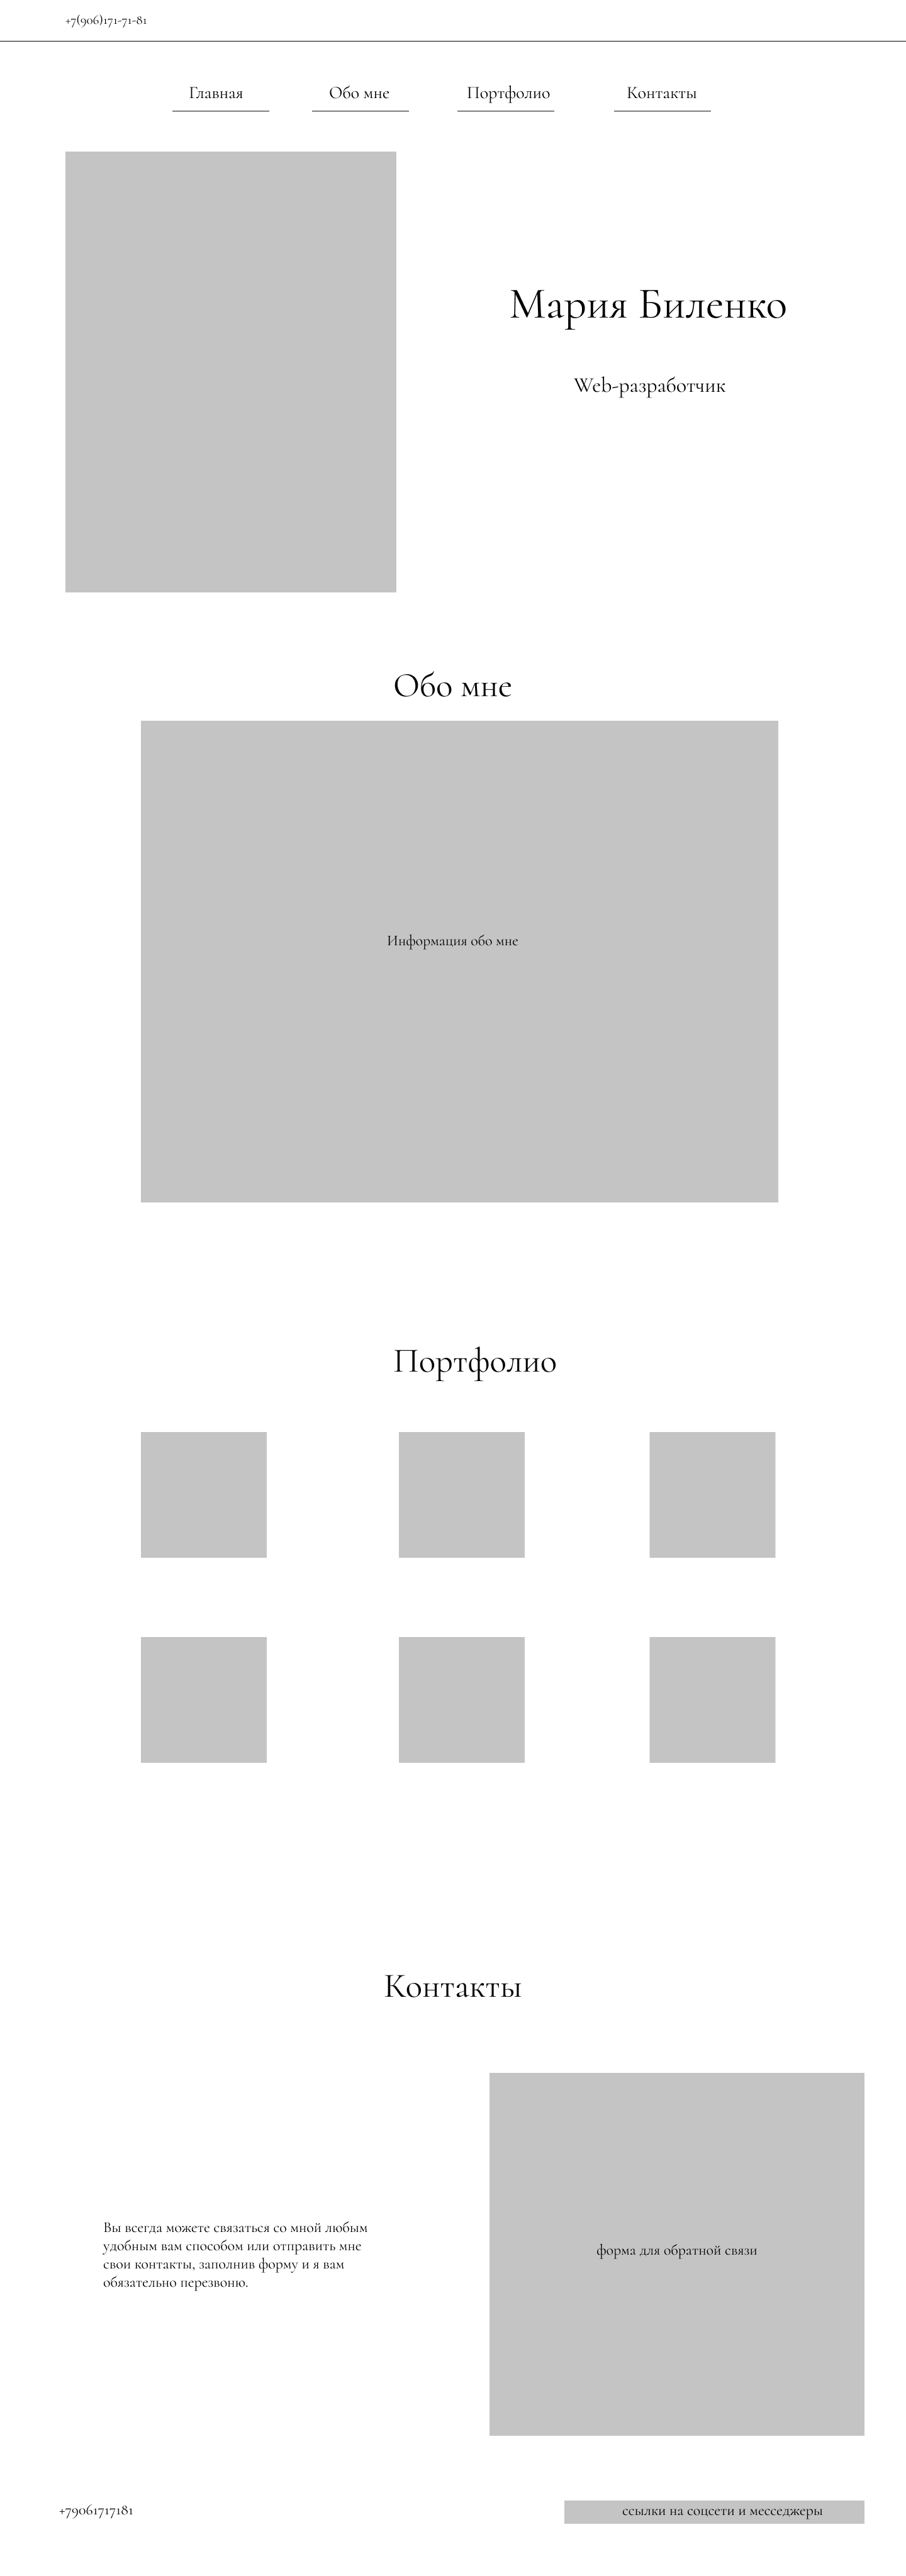 +7(906)171-71-81
Главная Обо мне Портфолио Контакты
Мария Биленко
Web-разработчик
Обо мне
Информация обо мне
Портфолио
Контакты
Вы всегда можете связаться со мной любым
удобным вам способом или отправить мне
свои контакты, заполнив форму и я вам
обязательно перезвоню.
форма для обратной связи
+79061717181
ссылки на соцсети и месседжеры